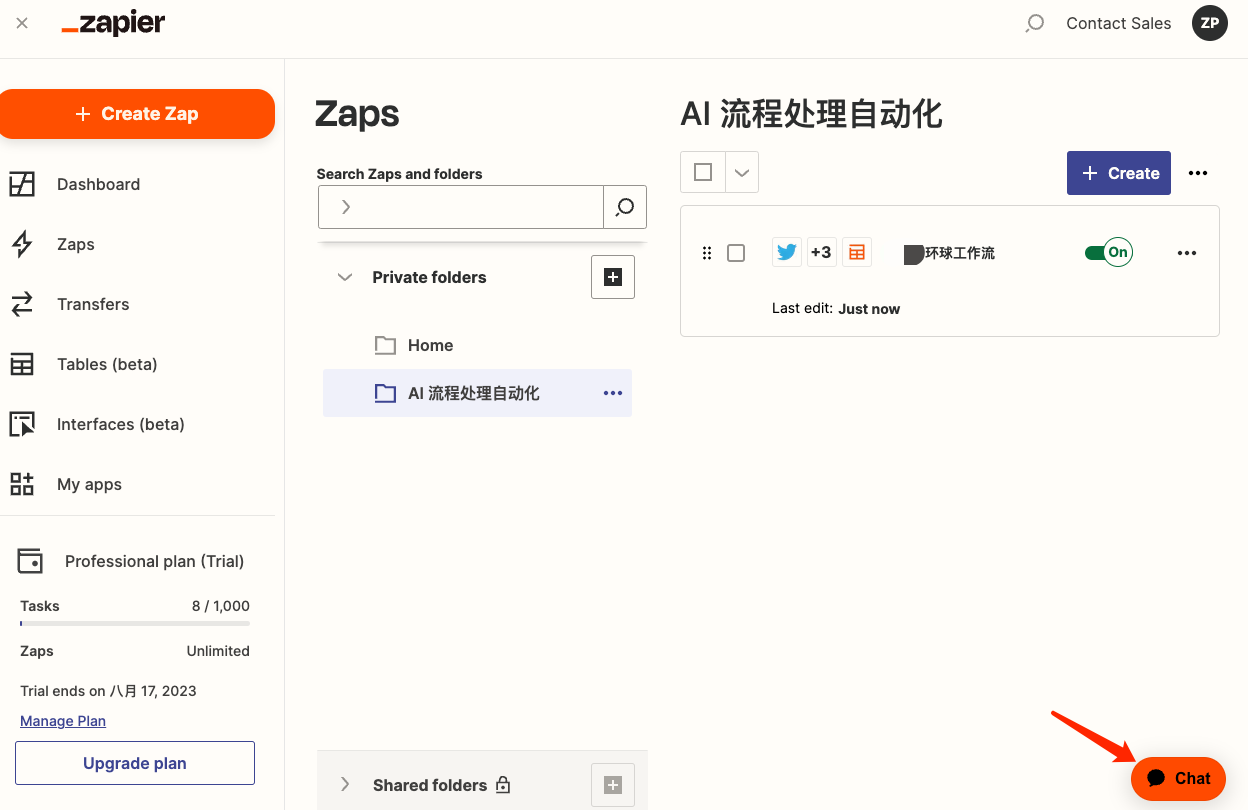 zapier
Contact Sales
ZP
Create Zap
Dashboard
Zaps
Transfers
Tables (beta)
Interfaces (beta)
My apps
Professional plan (Trial)
Tasks 8 / 1,000
Zaps Unlimited
Trial ends on 八月 17, 2023
Manage Plan
Upgrade plan
Zaps
Search Zaps and folders
Private folders
Home
AI 流程处理自动化
Shared folders
AI 流程处理自动化
Create
+3
环球工作流
On
Last edit: Just now
Chat